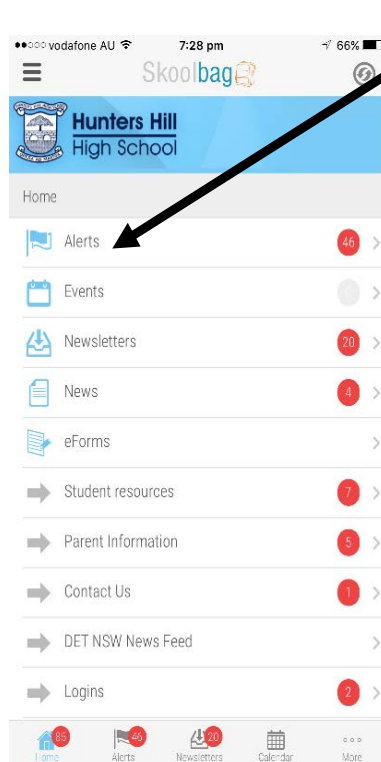 vodafone AU 7:28 pm 66%
Skoolbag
Hunters Hill
High School
Home
Alerts 46
Events
Newsletters 20
News 4
eForms
Student resources 7
Parent Information 5
Contact Us 1
DET NSW News Feed
Logins 2
85 46 20
Home Alerts Newsletters Calendar More